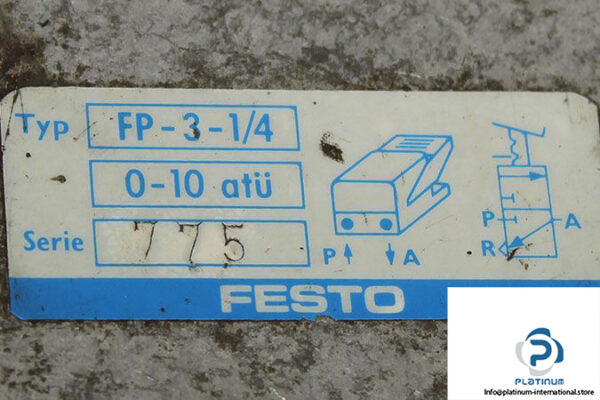 Typ FP-3-1/4
0-10 atü
Serie 775
P A
P A
R
FESTO
P
PLATINUM
info@platinum-international.store